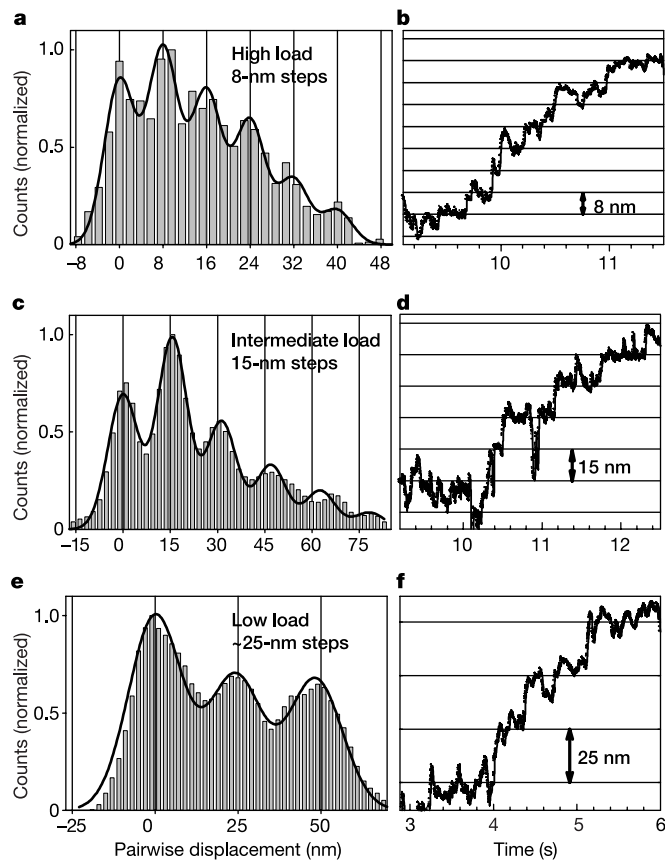 a
b
1.0
0.5
0
Counts (normalized)
High load
8-nm steps
–8 0 8 16 24 32 40 48
8 nm
10 11
c
d
1.0
0.5
0
Counts (normalized)
Intermediate load
15-nm steps
–15 0 15 30 45 60 75
15 nm
10 11 12
e
f
1.0
0.5
0
Counts (normalized)
Low load
~25-nm steps
–25 0 25 50
Pairwise displacement (nm)
25 nm
3 4 5 6
Time (s)